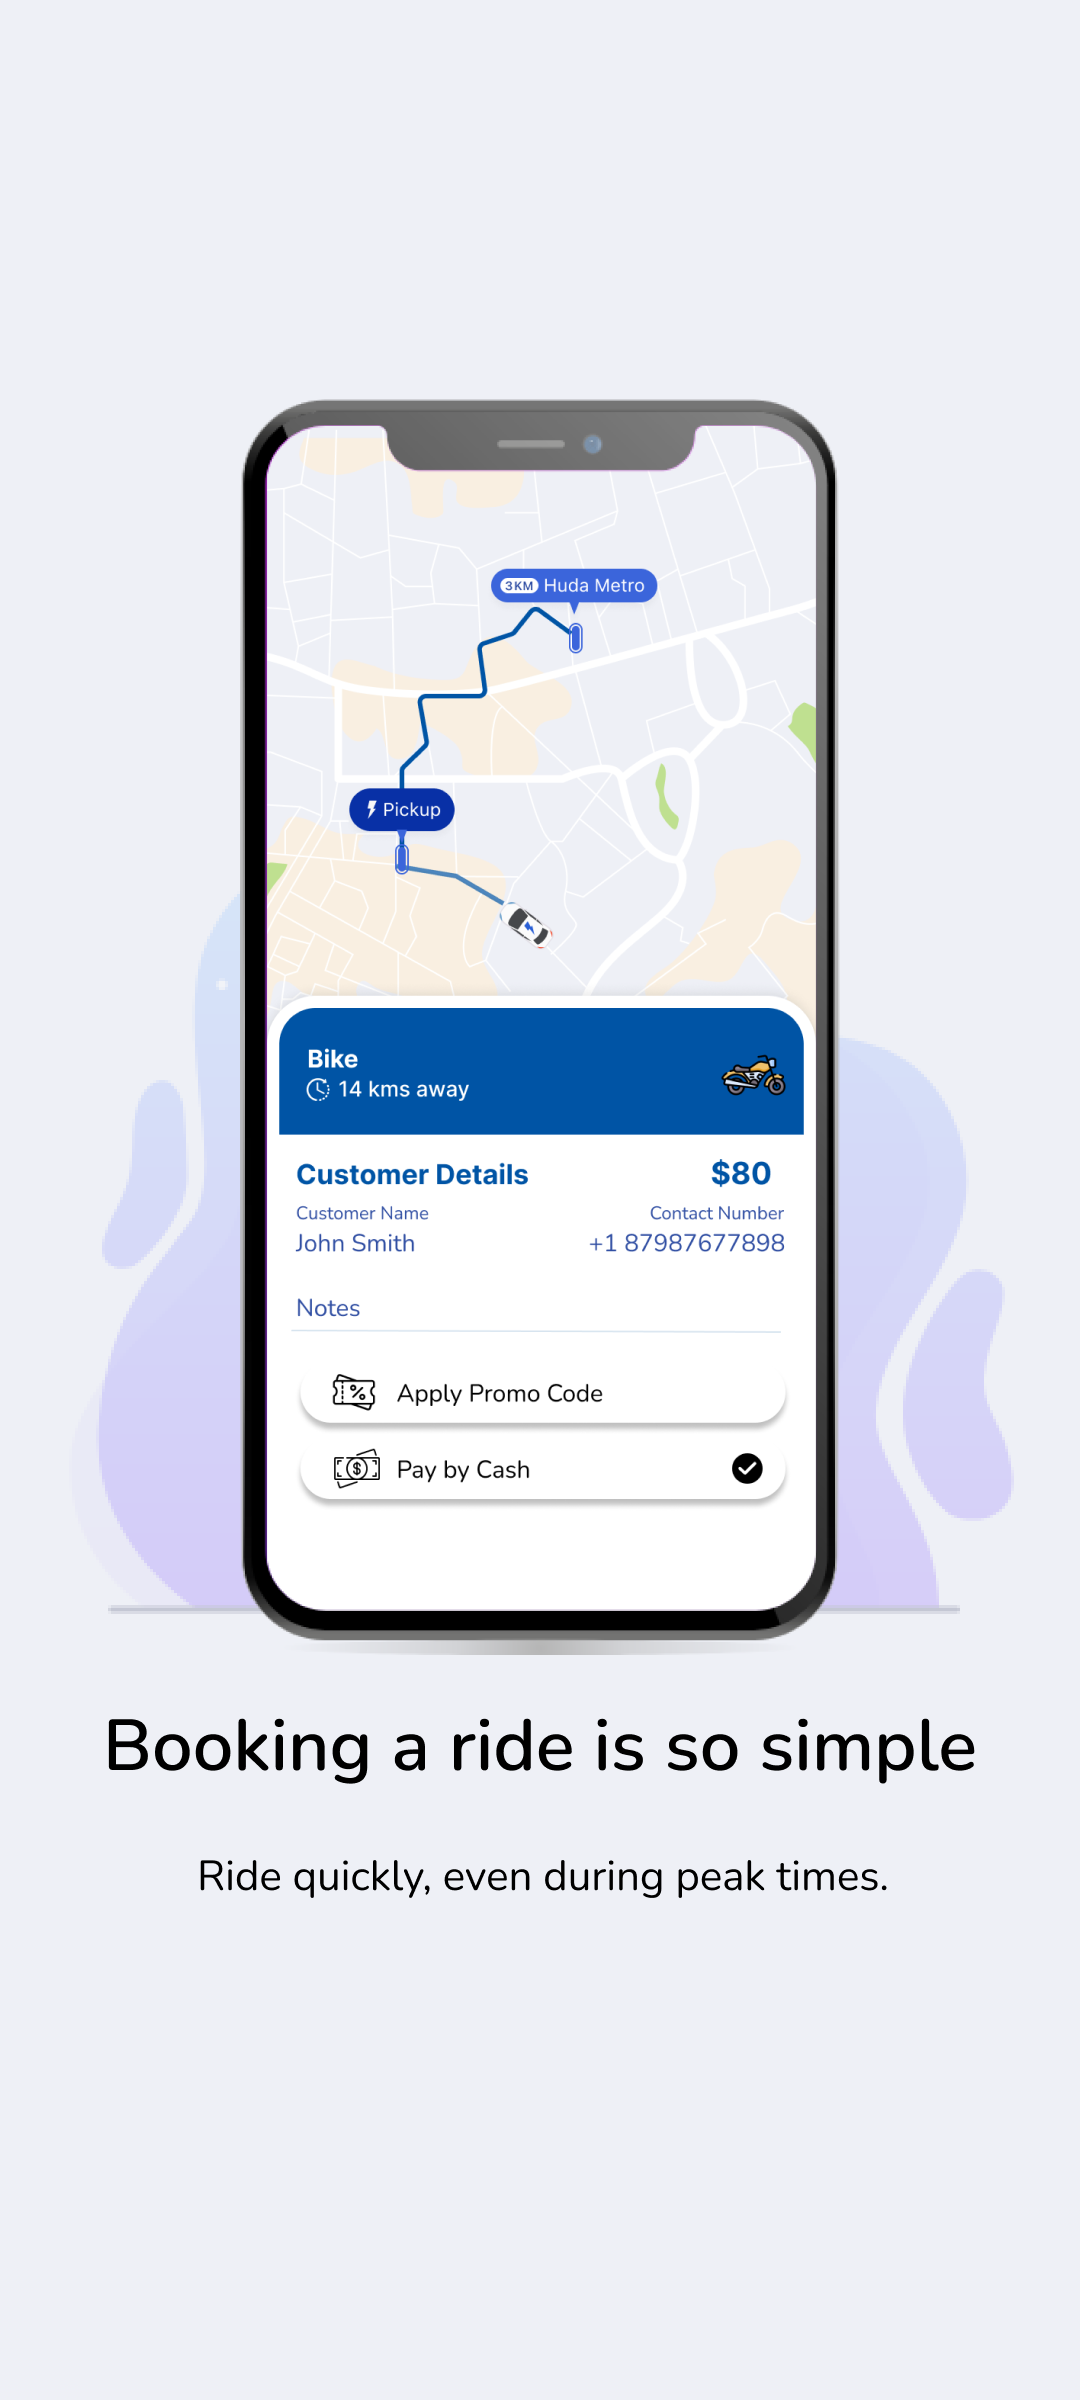 3KM Huda Metro
Pickup
Bike
14 kms away
Customer Details $80
Customer Name Contact Number
John Smith +1 87987677898
Notes
Apply Promo Code
Pay by Cash
Booking a ride is so simple
Ride quickly, even during peak times.